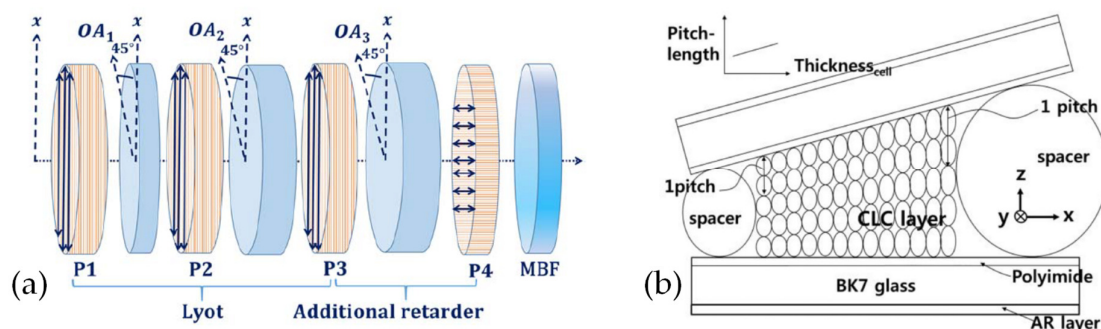 x
OA1
45°
x
OA2
45°
x
OA3
45°
x
P1
P2
P3
P4
MBF
Lyot
Additional retarder
(a)
Pitch-
length
Thickness_cell
1 pitch
1pitch
spacer
spacer
z
y
x
CLC layer
Polyimide
BK7 glass
AR layer
(b)